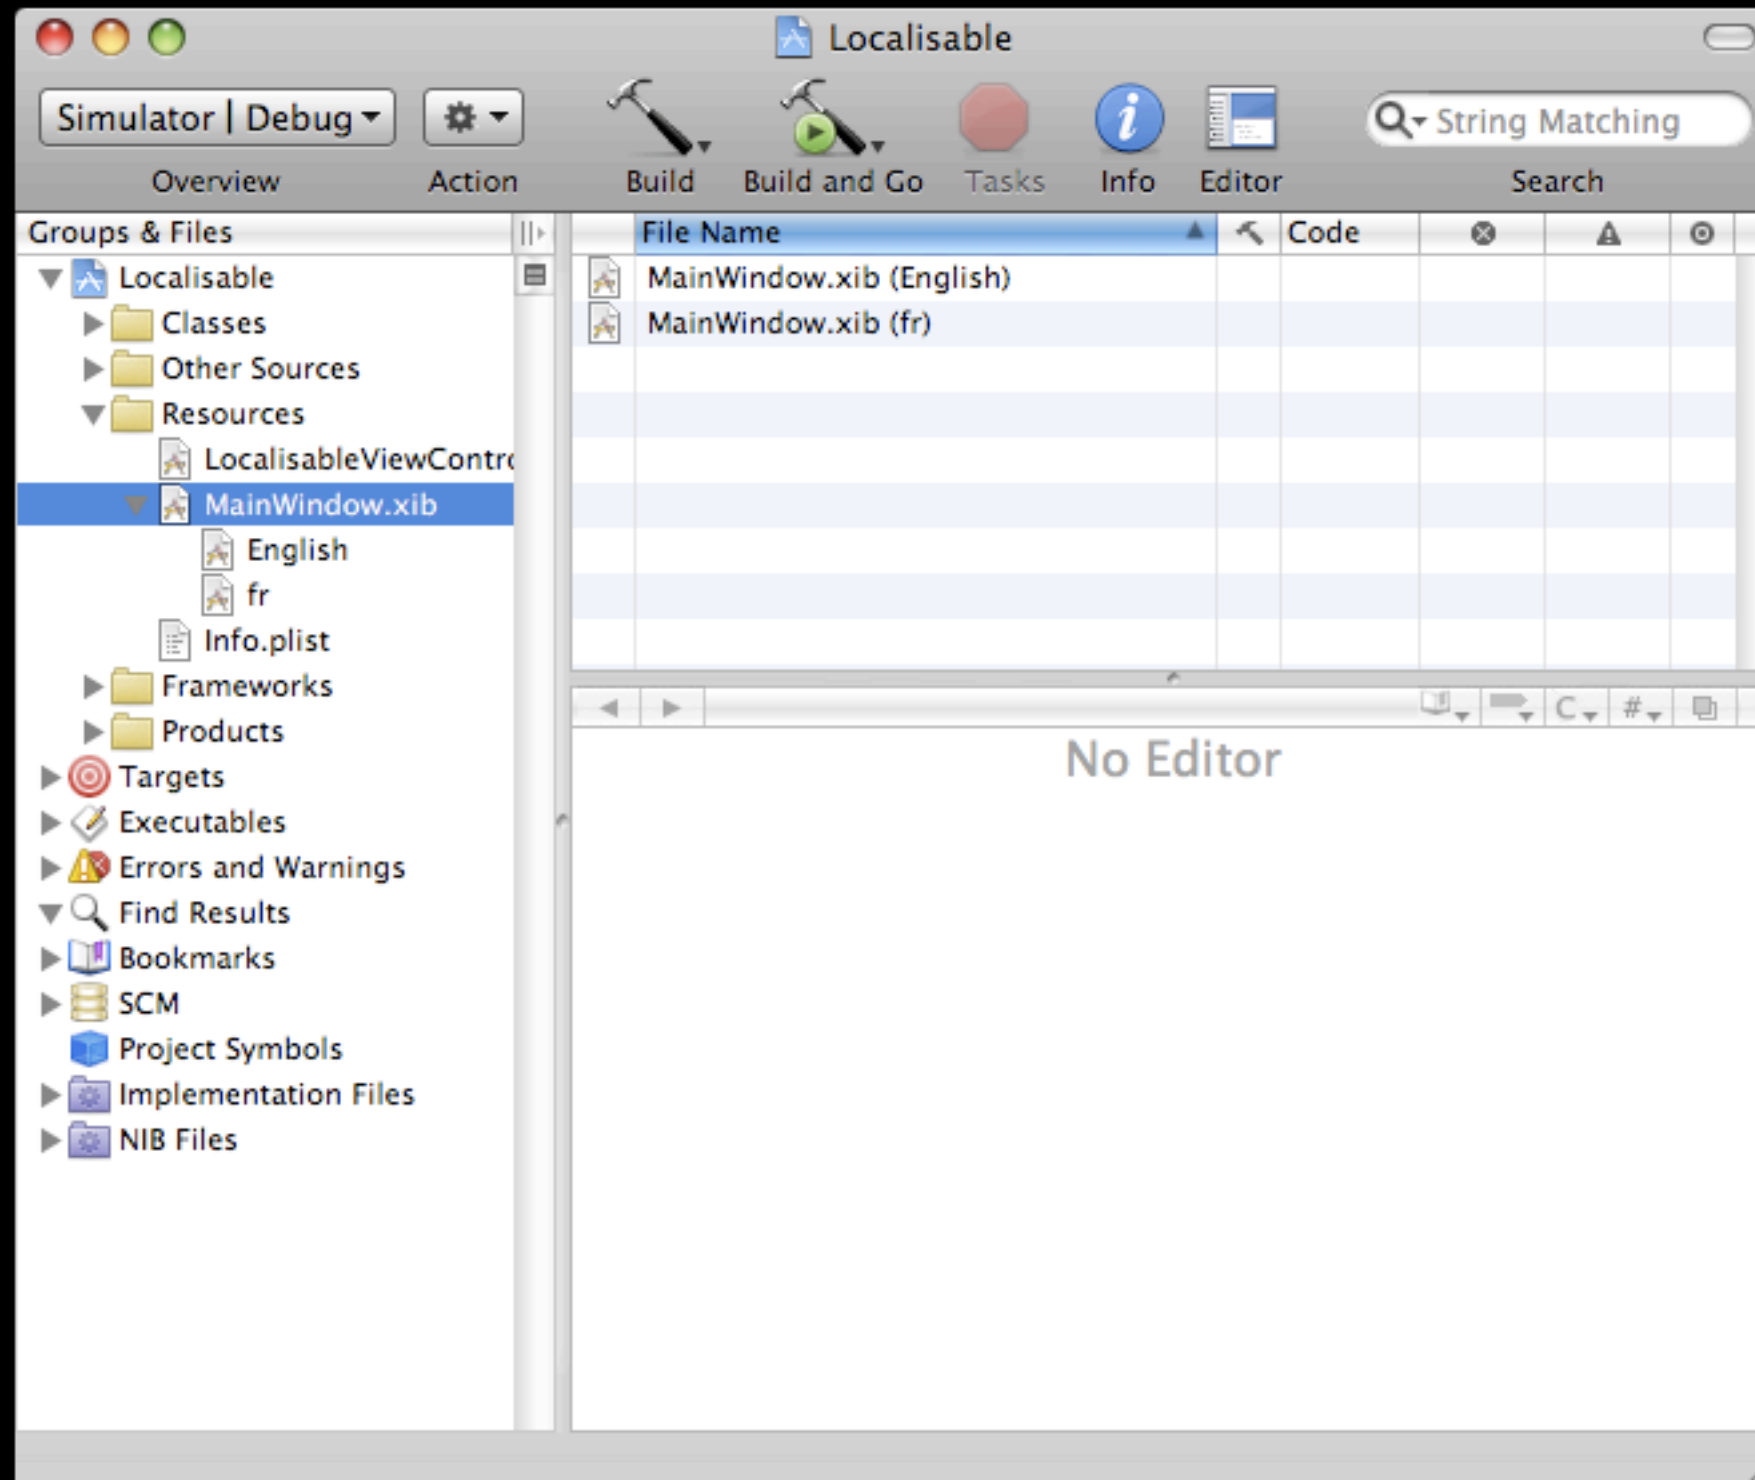 Localisable
Simulator | Debug
String Matching
Overview
Action
Build
Build and Go
Tasks
Info
Editor
Search
Groups & Files
Localisable
Classes
Other Sources
Resources
LocalisableViewContro
MainWindow.xib
English
fr
Info.plist
Frameworks
Products
Targets
Executables
Errors and Warnings
Find Results
Bookmarks
SCM
Project Symbols
Implementation Files
NIB Files
File Name
Code
MainWindow.xib (English)
MainWindow.xib (fr)
C
#
No Editor